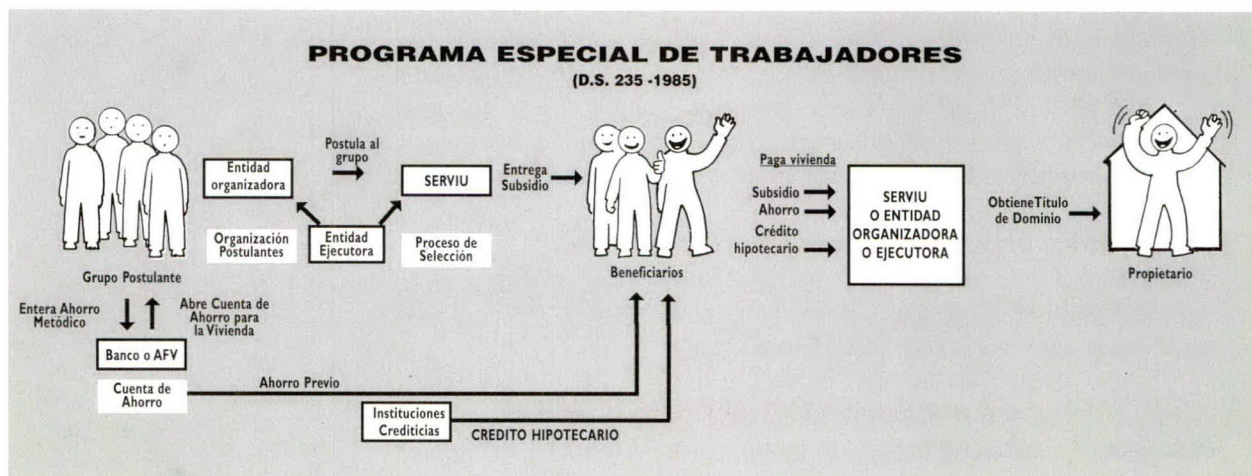 PROGRAMA ESPECIAL DE TRABAJADORES
(D.S. 235 -1985)
Entidad
organizadora
Organización
Postulantes
Postula al
grupo
Entidad
Ejecutora
SERVIU
Proceso de
Selección
Entrega
Subsidio
Beneficiarios
Paga vivienda
Subsidio
Ahorro
Crédito
hipotecario
SERVIU
O ENTIDAD
ORGANIZADORA
O EJECUTORA
ObtieneTítulo
de Dominio
Propietario
Grupo Postulante
Entera Ahorro
Metódico
Abre Cuenta de
Ahorro para
la Vivienda
Banco o AFV
Cuenta de
Ahorro
Ahorro Previo
Instituciones
Crediticias
CREDITO HIPOTECARIO